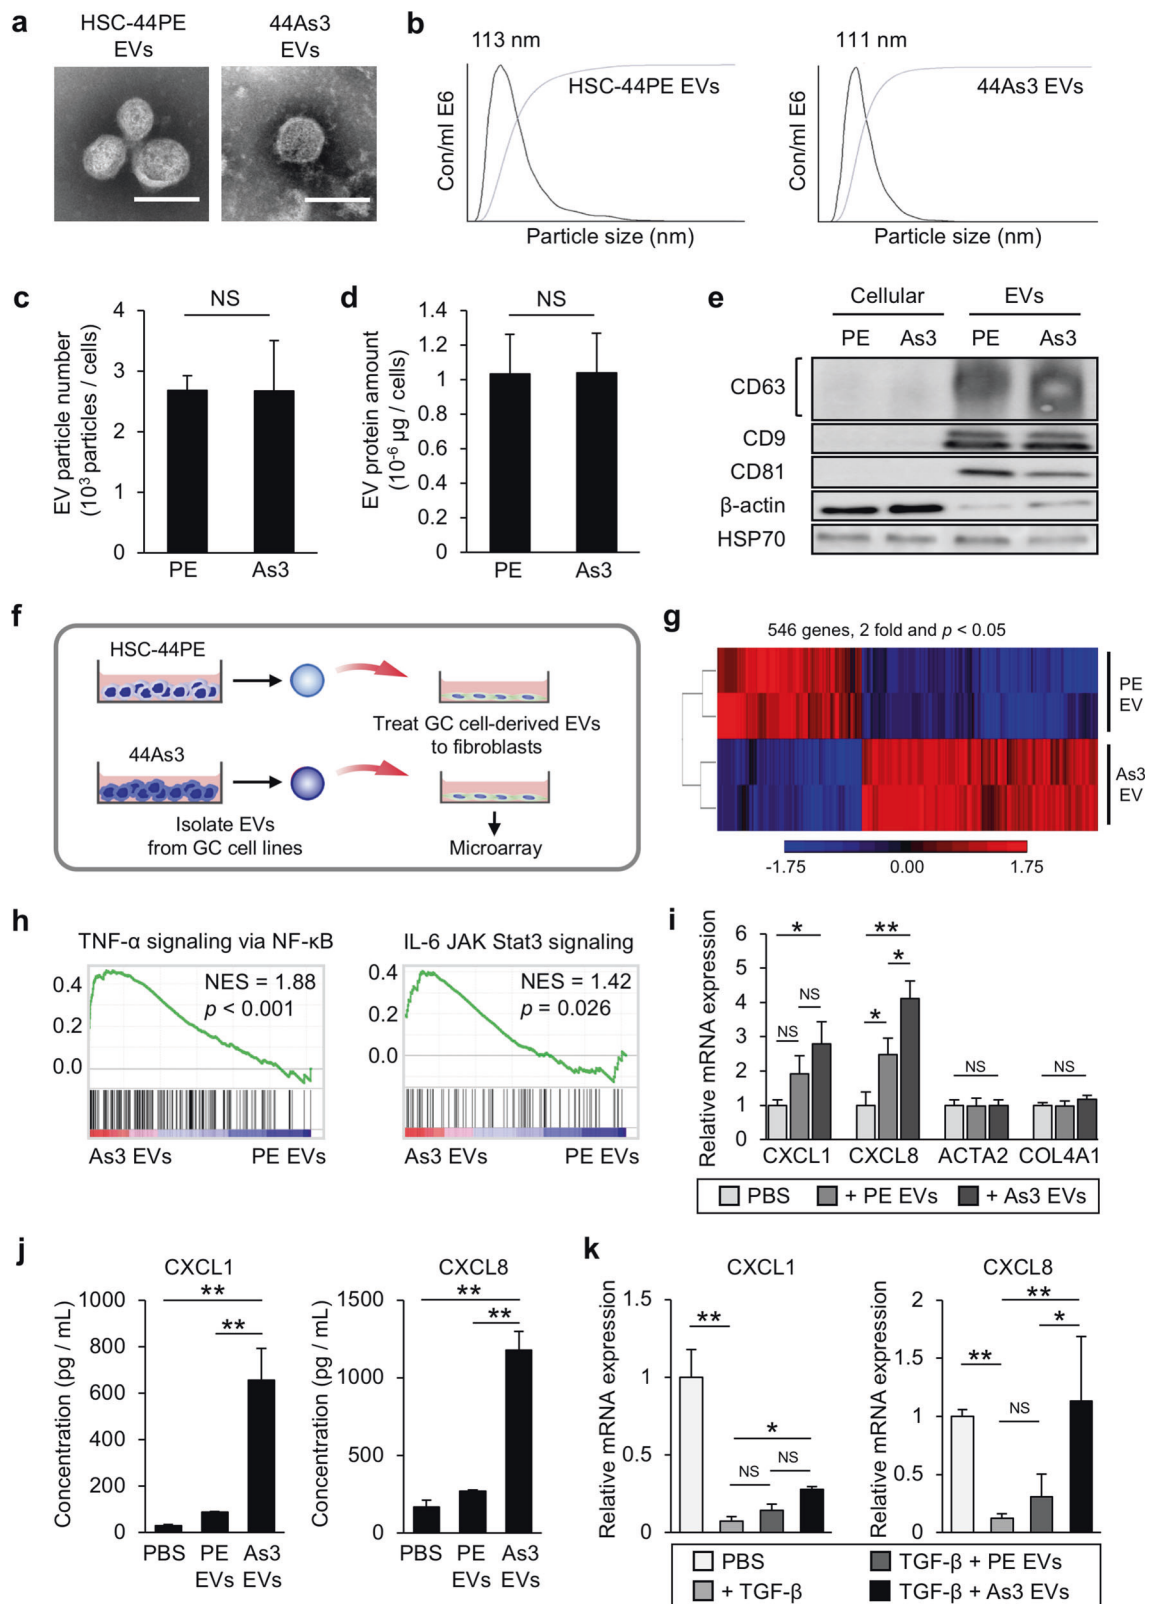 a
HSC-44PE
EVs
44As3
EVs
b
113 nm
HSC-44PE EVs
Con/ml E6
Particle size (nm)
111 nm
44As3 EVs
Con/ml E6
Particle size (nm)
c
NS
EV particle number
(10³ particles / cells)
4
3
2
1
0
PE
As3
d
NS
EV protein amount
(10⁻⁶ µg / cells)
1.4
1.2
1
0.8
0.6
0.4
0.2
0
PE
As3
e
Cellular
EVs
PE
As3
PE
As3
CD63
CD9
CD81
β-actin
HSP70
f
HSC-44PE
44As3
Treat GC cell-derived EVs
to fibroblasts
Isolate EVs
from GC cell lines
Microarray
g
546 genes, 2 fold and p < 0.05
PE
EV
As3
EV
-1.75
0.00
1.75
h
TNF-α signaling via NF-κB
NES = 1.88
p < 0.001
0.4
0.2
0.0
As3 EVs
PE EVs
IL-6 JAK Stat3 signaling
NES = 1.42
p = 0.026
0.4
0.2
0.0
As3 EVs
PE EVs
i
Relative mRNA expression
6
5
4
3
2
1
0
*
NS
NS
**
*
*
NS
NS
CXCL1
CXCL8
ACTA2
COL4A1
PBS
+ PE EVs
+ As3 EVs
j
CXCL1
Concentration (pg / mL)
1000
800
600
400
200
0
**
**
PBS
PE
EVs
As3
EVs
CXCL8
Concentration (pg / mL)
1500
1000
500
0
**
**
PBS
PE
EVs
As3
EVs
k
CXCL1
Relative mRNA expression
1.5
1
0.5
0
**
*
NS
NS
CXCL8
Relative mRNA expression
2
1.5
1
0.5
0
**
*
**
NS
PBS
+ TGF-β
TGF-β + PE EVs
TGF-β + As3 EVs